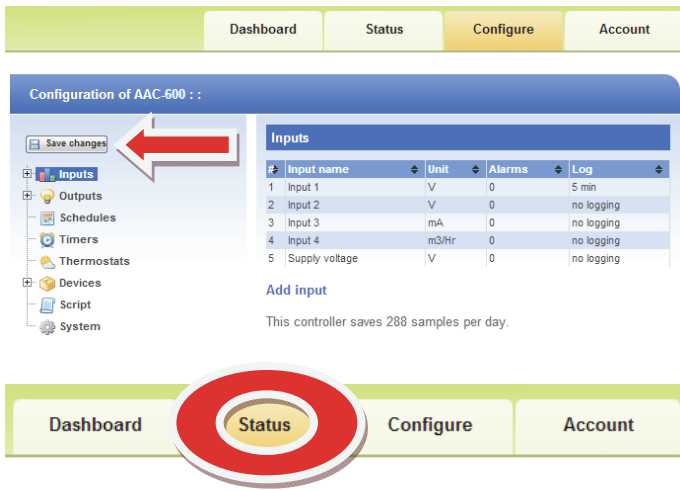 Dashboard Status Configure Account
Configuration of AAC-600 : :
Save changes
Inputs
Outputs
Schedules
Timers
Thermostats
Devices
Script
System
Inputs
# Input name Unit Alarms Log
1 Input 1 V 0 5 min
2 Input 2 V 0 no logging
3 Input 3 mA 0 no logging
4 Input 4 m3/Hr 0 no logging
5 Supply voltage V 0 no logging
Add input
This controller saves 288 samples per day.
Dashboard Status Configure Account